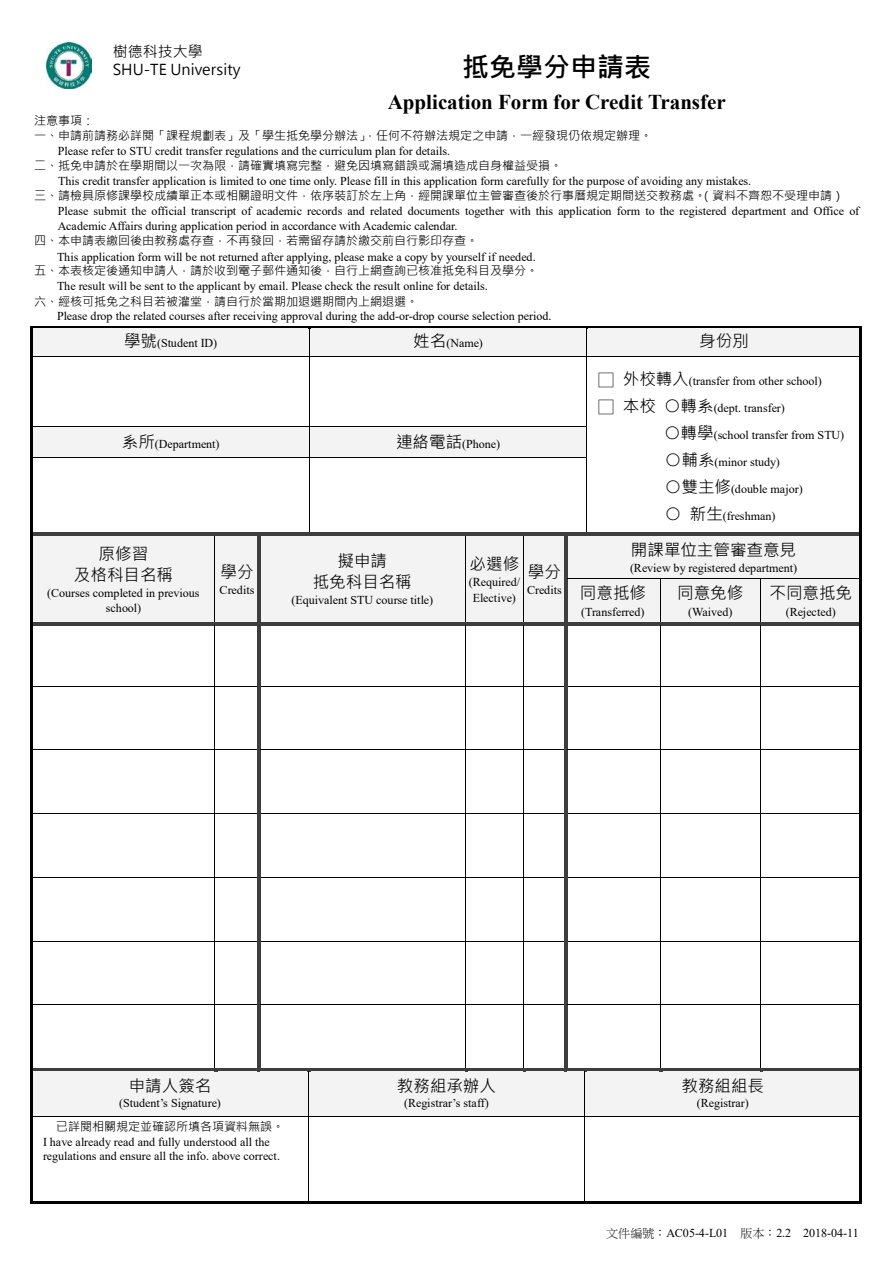 樹德科技大學
SHU-TE University
抵免學分申請表
Application Form for Credit Transfer
注意事項：
一、申請前請務必詳閱「課程規劃表」及「學生抵免學分辦法」，任何不符辦法規定之申請，一經發現仍依規定辦理。
Please refer to STU credit transfer regulations and the curriculum plan for details.
二、抵免申請於在學期間以一次為限，請確實填寫完整，避免因填寫錯誤或漏填造成自身權益受損。
This credit transfer application is limited to one time only. Please fill in this application form carefully for the purpose of avoiding any mistakes.
三、請檢具原修課學校成績單正本或相關證明文件，依序裝訂於左上角，經開課單位主管審查後於行事曆規定期間送交教務處。（資料不齊恕不受理申請）
Please submit the official transcript of academic records and related documents together with this application form to the registered department and Office of
Academic Affairs during application period in accordance with Academic calendar.
四、本申請表繳回後由教務處存查，不再發回，若需留存請於繳交前自行影印存查。
This application form will be not returned after applying, please make a copy by yourself if needed.
五、本表核定後通知申請人，請於收到電子郵件通知後，自行上網查詢已核准抵免科目及學分。
The result will be sent to the applicant by email. Please check the result online for details.
六、經核可抵免之科目若被灌堂，請自行於當期加退選期間內上網退選。
Please drop the related courses after receiving approval during the add-or-drop course selection period.
學號(Student ID)
姓名(Name)
身份別
□ 外校轉入(transfer from other school)
□ 本校 ○轉系(dept. transfer)
○轉學(school transfer from STU)
○輔系(minor study)
○雙主修(double major)
○ 新生(freshman)
系所(Department)
連絡電話(Phone)
原修習
及格科目名稱
(Courses completed in previous
school)
學分
Credits
擬申請
抵免科目名稱
(Equivalent STU course title)
必選修
(Required/
Elective)
學分
Credits
開課單位主管審查意見
(Review by registered department)
同意抵修
(Transferred)
同意免修
(Waived)
不同意抵免
(Rejected)
申請人簽名
(Student’s Signature)
教務組承辦人
(Registrar’s staff)
教務組組長
(Registrar)
已詳閱相關規定並確認所填各項資料無誤。
I have already read and fully understood all the
regulations and ensure all the info. above correct.
文件編號：AC05-4-L01 版本：2.2 2018-04-11